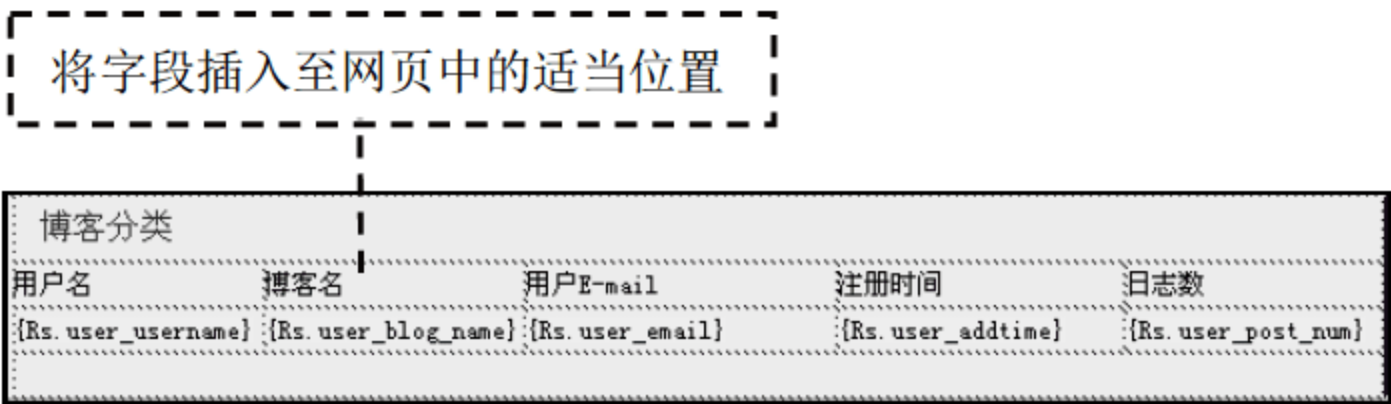 将字段插入至网页中的适当位置
博客分类
用户名 博客名 用户E-mail 注册时间 日志数
{Rs.user_username} {Rs.user_blog_name} {Rs.user_email} {Rs.user_addtime} {Rs.user_post_num}